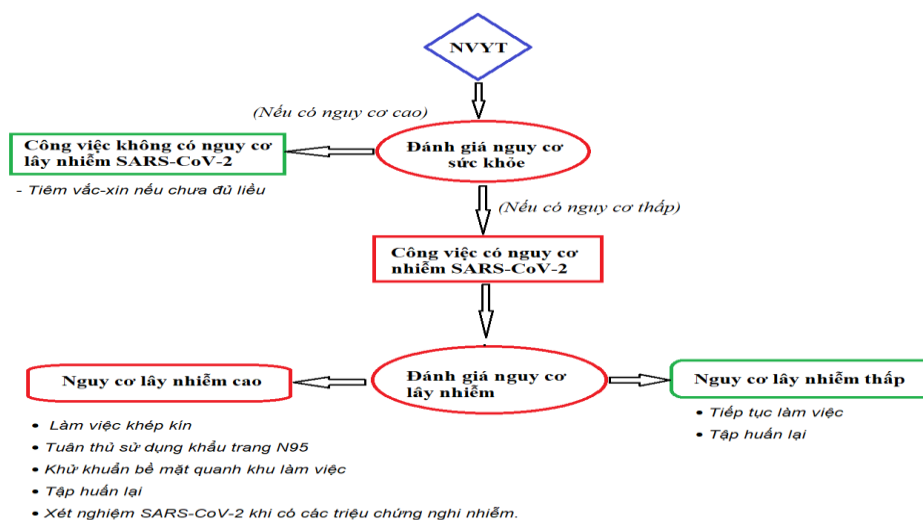 NVYT
(Nếu có nguy cơ cao)
Công việc không có nguy cơ
lây nhiễm SARS-CoV-2
Đánh giá nguy cơ
sức khỏe
- Tiêm vắc-xin nếu chưa đủ liều
(Nếu có nguy cơ thấp)
Công việc có nguy cơ
nhiễm SARS-CoV-2
Nguy cơ lây nhiễm cao
Đánh giá nguy cơ
lây nhiễm
Nguy cơ lây nhiễm thấp
• Làm việc khép kín
• Tuân thủ sử dụng khẩu trang N95
• Khử khuẩn bề mặt quanh khu làm việc
• Tập huấn lại
• Xét nghiệm SARS-CoV-2 khi có các triệu chứng nghi nhiễm.
• Tiếp tục làm việc
• Tập huấn lại